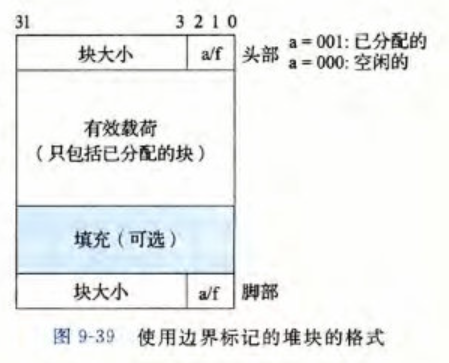 31 3 2 1 0
块大小 a/f 头部 a = 001: 已分配的
a = 000: 空闲的
有效载荷
(只包括已分配的块)
填充(可选)
块大小 a/f 脚部
图 9-39 使用边界标记的堆块的格式